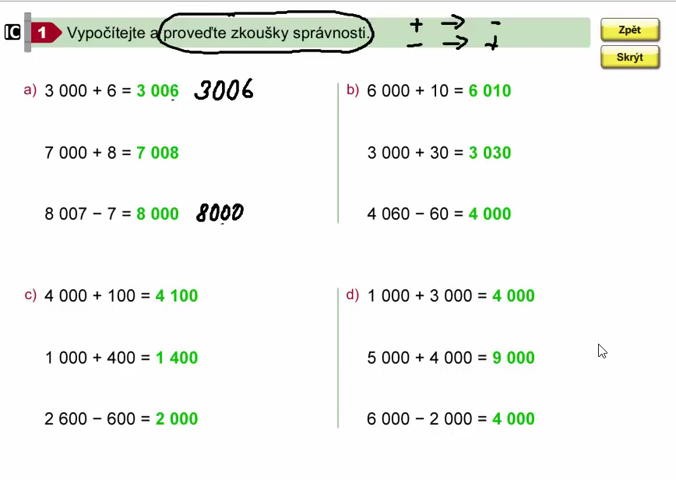 1 Vypočítejte a proveďte zkoušky správnosti. + → -
- → +
Zpět
Skrýt
a) 3 000 + 6 = 3 006 3006
7 000 + 8 = 7 008
8 007 − 7 = 8 000 8000
b) 6 000 + 10 = 6 010
3 000 + 30 = 3 030
4 060 − 60 = 4 000
c) 4 000 + 100 = 4 100
1 000 + 400 = 1 400
2 600 − 600 = 2 000
d) 1 000 + 3 000 = 4 000
5 000 + 4 000 = 9 000
6 000 − 2 000 = 4 000